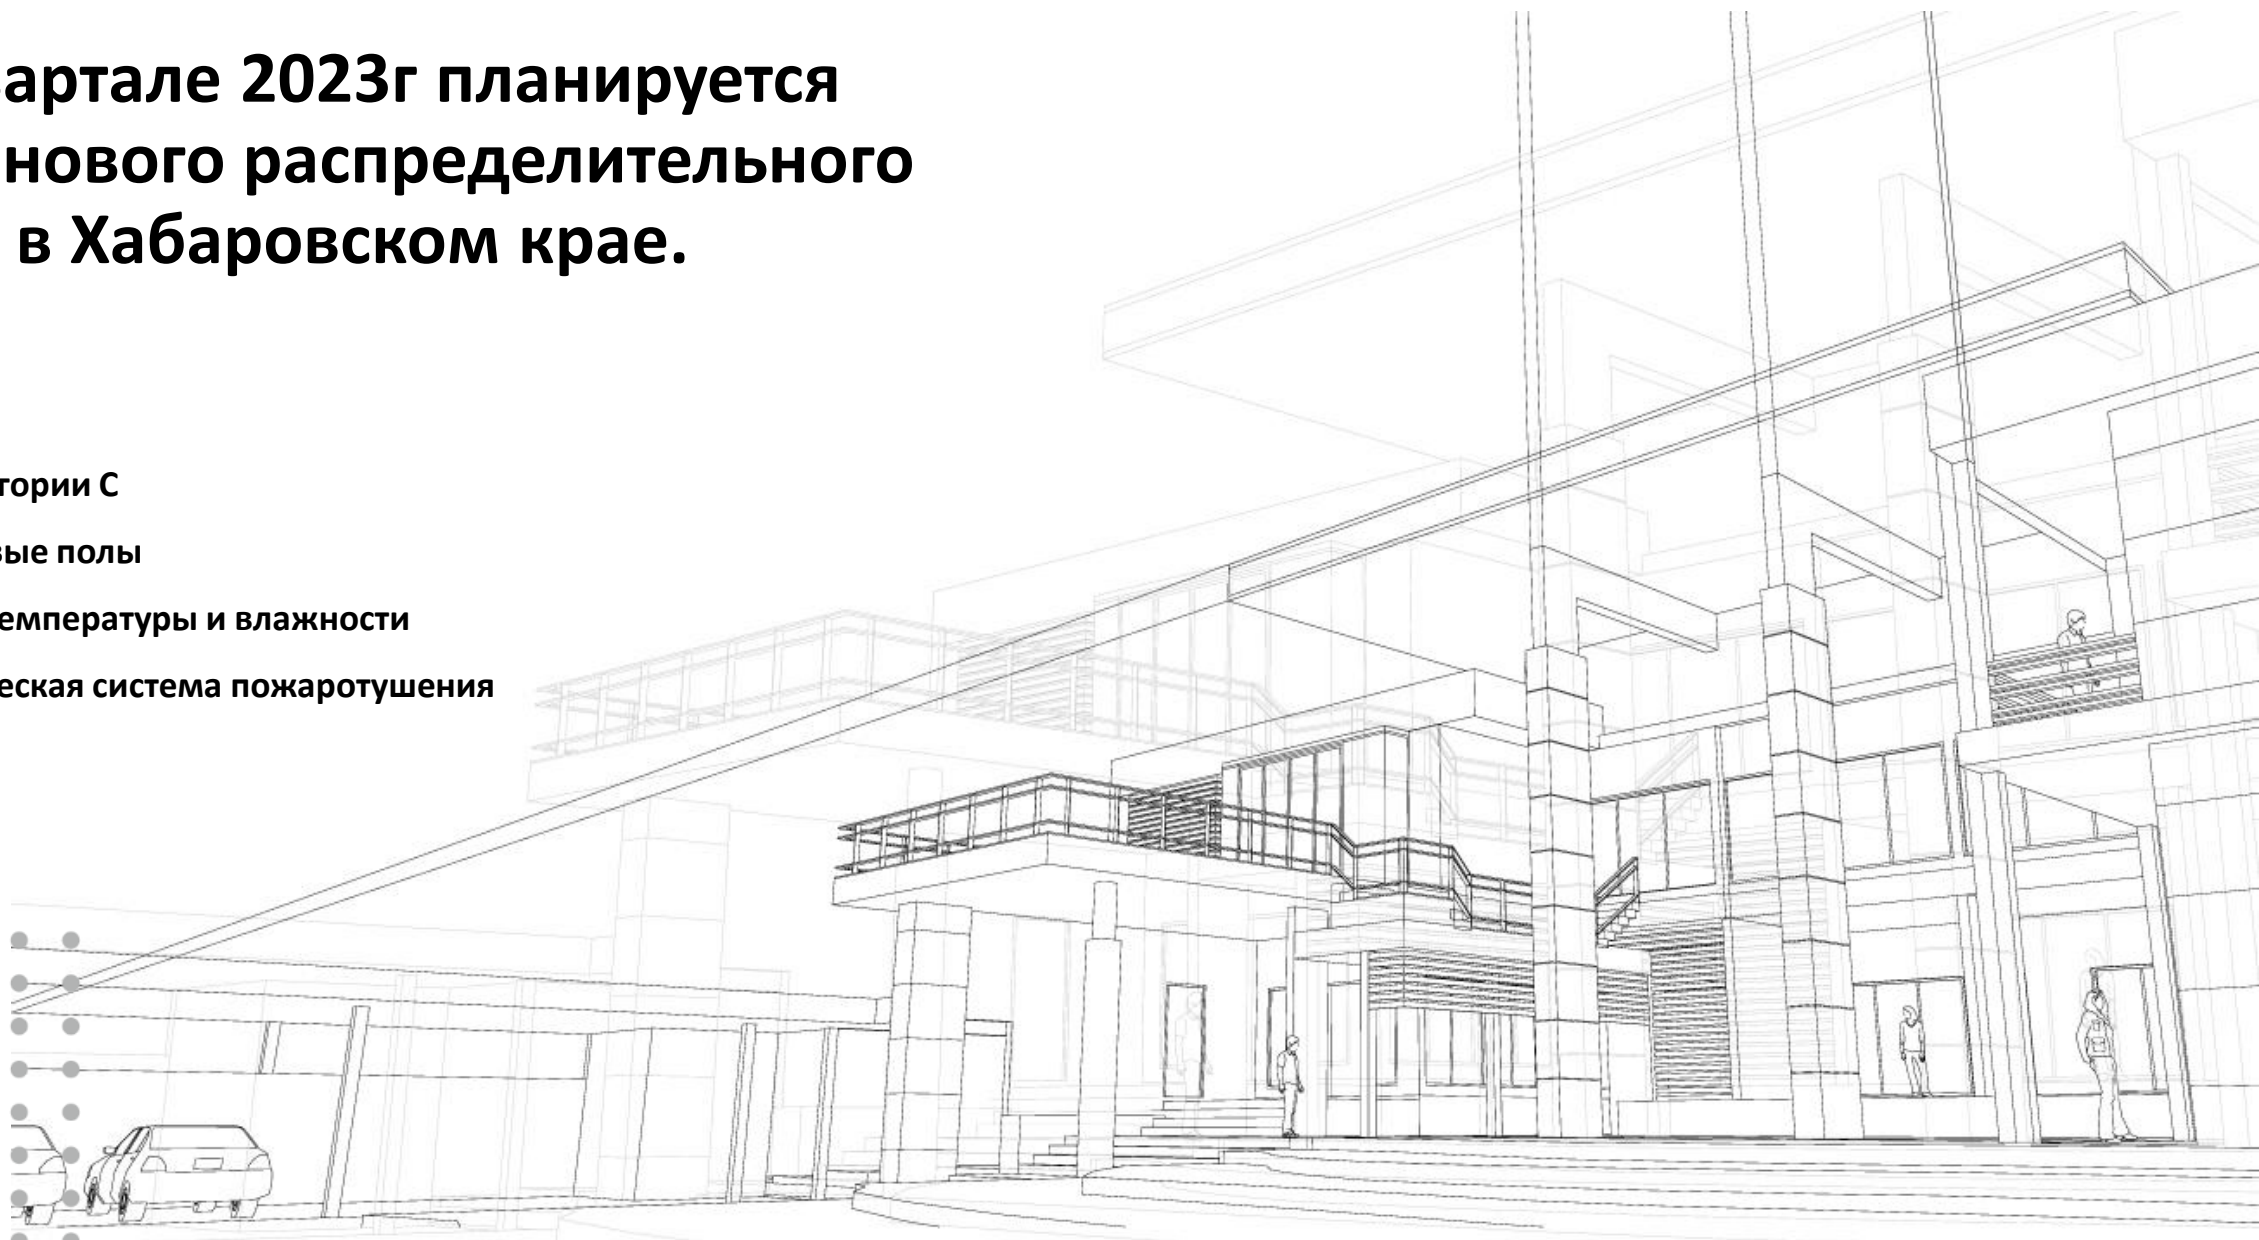 артале 2023г планируется
нового распределительного
в Хабаровском крае.
тории С
вые полы
емпературы и влажности
еская система пожаротушения